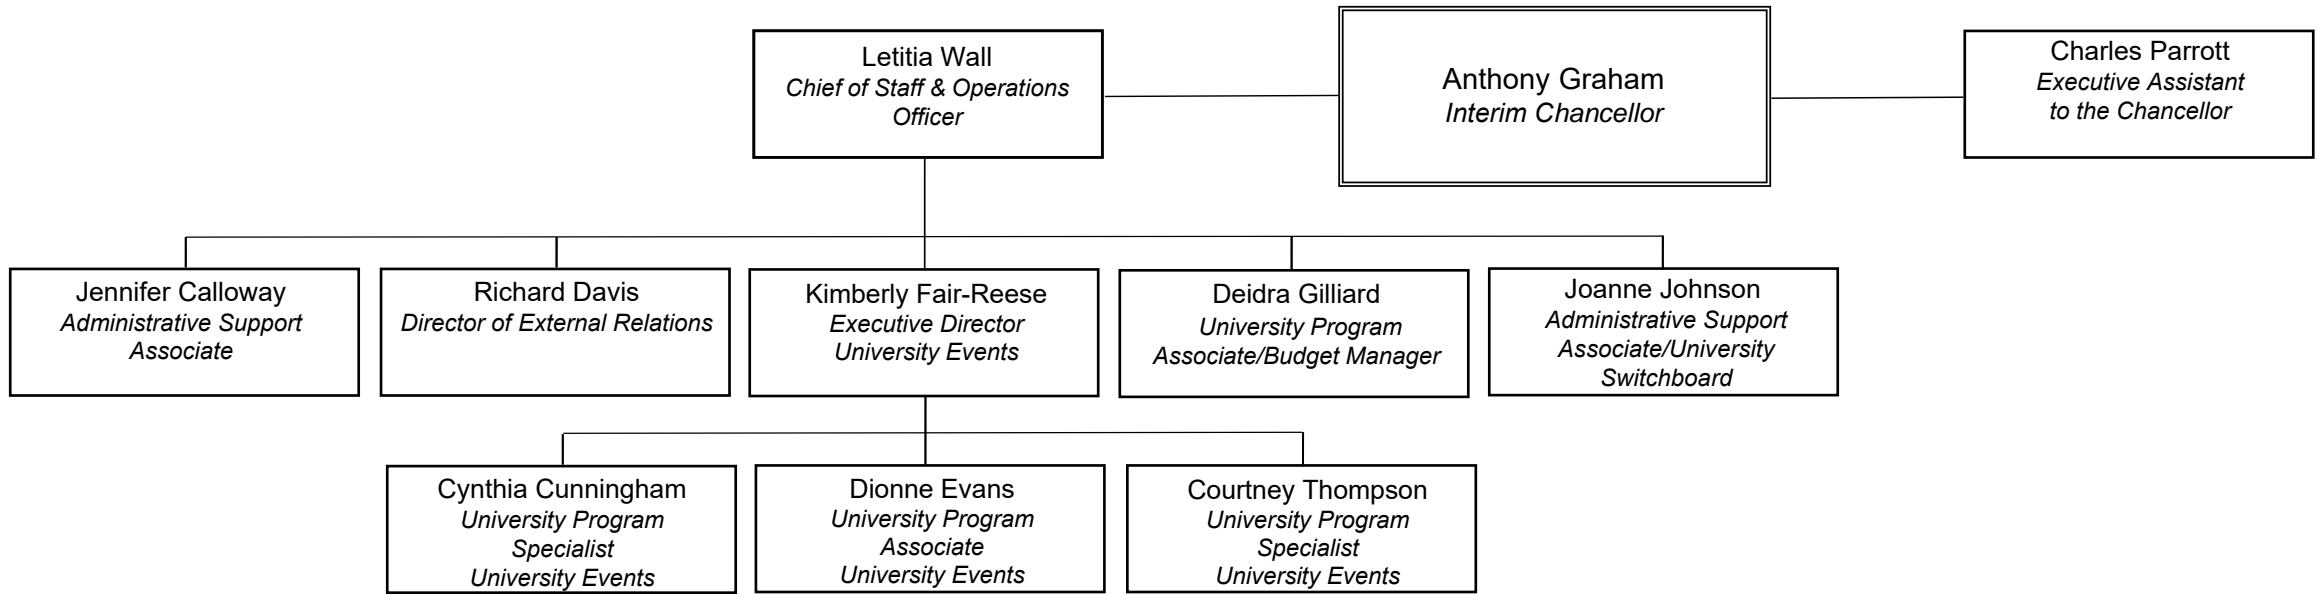 Letitia Wall
Chief of Staff & Operations
Officer
Anthony Graham
Interim Chancellor
Charles Parrott
Executive Assistant
to the Chancellor
Jennifer Calloway
Administrative Support
Associate
Richard Davis
Director of External Relations
Kimberly Fair-Reese
Executive Director
University Events
Deidra Gilliard
University Program
Associate/Budget Manager
Joanne Johnson
Administrative Support
Associate/University
Switchboard
Cynthia Cunningham
University Program
Specialist
University Events
Dionne Evans
University Program
Associate
University Events
Courtney Thompson
University Program
Specialist
University Events